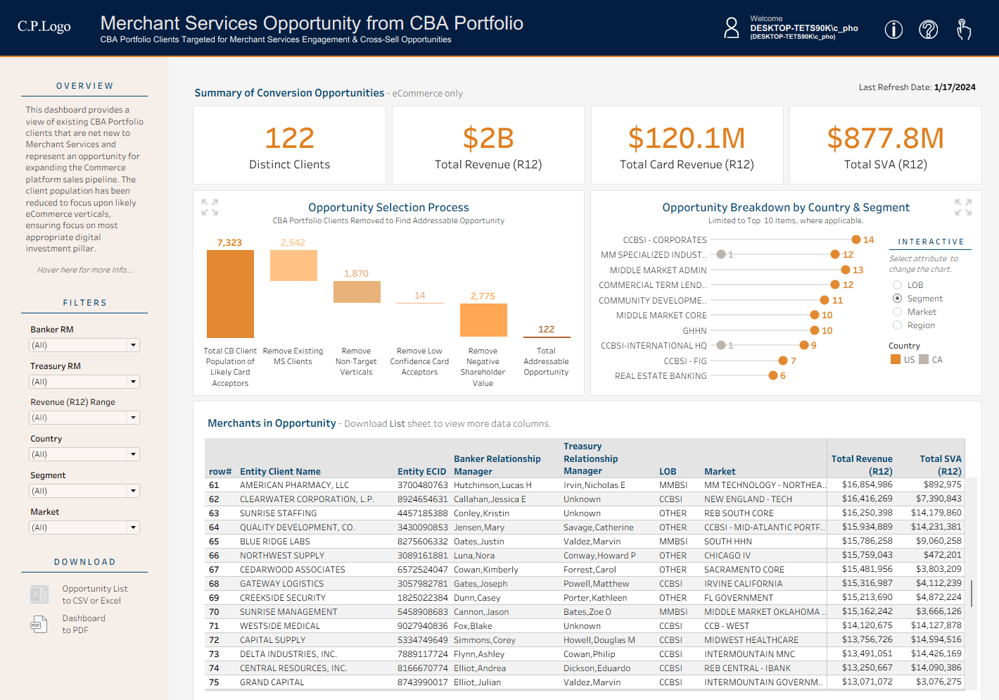 C.P.Logo
Merchant Services Opportunity from CBA Portfolio
CBA Portfolio Clients Targeted for Merchant Services Engagement & Cross-Sell Opportunities
Welcome
DESKTOP-TETS90K\c_pho
(DESKTOP-TETS90K\c_pho)
OVERVIEW
This dashboard provides a
view of existing CBA Portfolio
clients that are net new to
Merchant Services and
represent an opportunity for
expanding the Commerce
platform sales pipeline. The
client population has been
reduced to focus upon likely
eCommerce verticals,
ensuring focus on most
appropriate digital
investment pillar.
Hover here for more Info...
FILTERS
Banker RM
(All)
Treasury RM
(All)
Revenue (R12) Range
(All)
Country
(All)
Segment
(All)
Market
(All)
DOWNLOAD
Opportunity List
to CSV or Excel
PDF
Dashboard
to PDF
Summary of Conversion Opportunities - eCommerce only
Last Refresh Date: 1/17/2024
122
Distinct Clients
$2B
Total Revenue (R12)
$120.1M
Total Card Revenue (R12)
$877.8M
Total SVA (R12)
Opportunity Selection Process
CBA Portfolio Clients Removed to Find Addressable Opportunity
7,323
2,542
1,870
14
2,775
122
Total CB Client
Population of
Likely Card
Acceptors
Remove Existing
MS Clients
Remove
Non-Target
Verticals
Remove Low
Confidence Card
Acceptors
Remove
Negative
Shareholder
Value
Total
Addressable
Opportunity
Opportunity Breakdown by Country & Segment
Limited to Top 10 Items, where applicable.
CCBSI - CORPORATES 14
MM SPECIALIZED INDUST.. 1 12
MIDDLE MARKET ADMIN 13
COMMERCIAL TERM LEND.. 12
COMMUNITY DEVELOPME.. 11
MIDDLE MARKET CORE 10
GHHN 10
CCBSI-INTERNATIONAL HQ 1 9
CCBSI - FIG 7
REAL ESTATE BANKING 6
INTERACTIVE
Select attribute to
change the chart.
LOB
Segment
Market
Region
Country
US CA
Merchants in Opportunity - Download List sheet to view more data columns.
row# Entity Client Name Entity ECID Banker Relationship Manager Treasury Relationship Manager LOB Market Total Revenue (R12) Total SVA (R12)
61 AMERICAN PHARMACY, LLC 3700480763 Hutchinson,Lucas H Irvin,Nicholas E MMBSI MM TECHNOLOGY - NORTHEA.. $16,854,986 $892,975
62 CLEARWATER CORPORATION, L.P. 8924654631 Callahan,Jessica E Unknown CCBSI NEW ENGLAND - TECH $16,416,269 $7,390,843
63 SUNRISE STAFFING 4457185388 Conley,Kristin Unknown OTHER REB SOUTH CORE $16,250,398 $14,179,860
64 QUALITY DEVELOPMENT, CO. 3430090853 Jensen,Mary Savage,Catherine OTHER CCBSI - MID-ATLANTIC PORTF.. $15,934,889 $14,231,381
65 BLUE RIDGE LABS 8275606332 Oates,Justin Valdez,Marvin MMBSI SOUTH HHN $15,786,258 $9,060,258
66 NORTHWEST SUPPLY 3089161881 Luna,Nora Conway,Howard P OTHER CHICAGO IV $15,759,043 $472,201
67 CEDARWOOD ASSOCIATES 6572524047 Cowan,Kimberly Forrest,Carol OTHER SACRAMENTO CORE $15,481,956 $3,803,209
68 GATEWAY LOGISTICS 3057982781 Gates,Joseph Powell,Matthew CCBSI IRVINE CALIFORNIA $15,316,987 $4,112,239
69 CREEKSIDE SECURITY 1825022384 Dunn,Casey Porter,Kathleen OTHER FL GOVERNMENT $15,213,690 $4,872,224
70 SUNRISE MANAGEMENT 5458908683 Cannon,Jason Bates,Zoe O MMBSI MIDDLE MARKET OKLAHOMA .. $15,162,242 $3,666,126
71 WESTSIDE MEDICAL 9027940836 Fox,Blake Unknown CCBSI CCB - WEST $14,120,675 $14,127,878
72 CAPITAL SUPPLY 5334749649 Simmons,Corey Howell,Douglas M CCBSI MIDWEST HEALTHCARE $13,756,726 $14,594,516
73 DELTA INDUSTRIES, INC. 7889117724 Flynn,Ashley Cowan,Philip CCBSI INTERMOUNTAIN MNC $13,491,051 $14,426,169
74 CENTRAL RESOURCES, INC. 8166670774 Elliot,Andrea Dickson,Eduardo CCBSI REB CENTRAL - IBANK $13,250,667 $14,090,386
75 GRAND CAPITAL 8743990017 Elliot,Julian Valdez,Marvin CCBSI INTERMOUNTAIN GOVERNM.. $13,071,072 $3,076,275